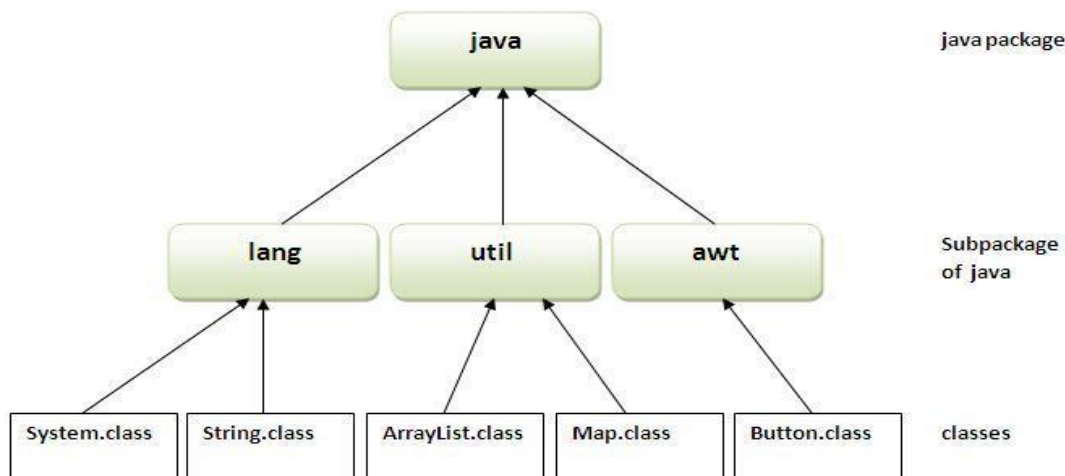 java
java package
lang
util
awt
Subpackage
of java
System.class
String.class
ArrayList.class
Map.class
Button.class
classes